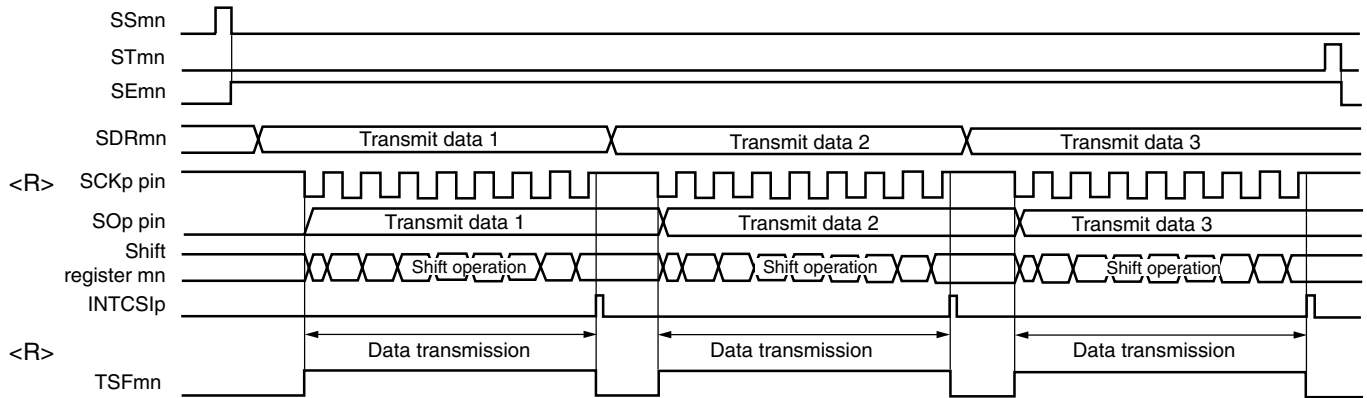 SSmn
STmn
SEmn
SDRmn Transmit data 1 Transmit data 2 Transmit data 3
<R> SCKp pin
SOp pin Transmit data 1 Transmit data 2 Transmit data 3
Shift
register mn Shift operation Shift operation Shift operation
INTCSIp
<R> Data transmission Data transmission Data transmission
TSFmn